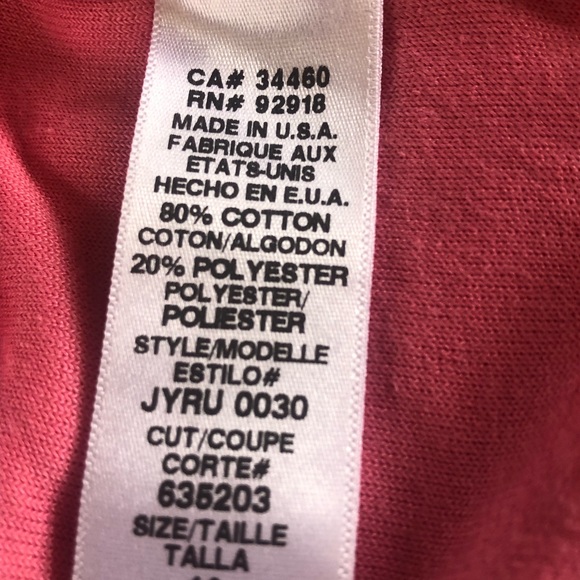 CA# 34460
RN# 92918
MADE IN U.S.A.
FABRIQUE AUX
ETATS-UNIS
HECHO EN E.U.A.
80% COTTON
COTON/ALGODON
20% POLYESTER
POLYESTER/
POLIESTER
STYLE/MODELLE
ESTILO#
JYRU 0030
CUT/COUPE
CORTE#
635203
SIZE/TAILLE
TALLA